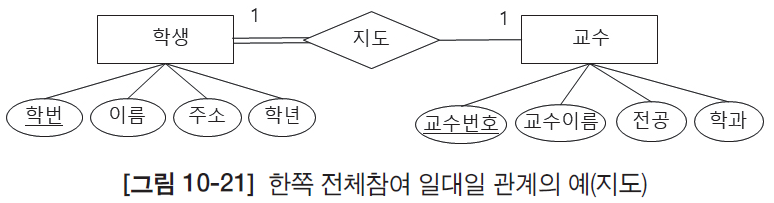 1
1
학생
지도
교수
학번
이름
주소
학년
교수번호
교수이름
전공
학과
[그림 10-21] 한쪽 전체참여 일대일 관계의 예(지도)